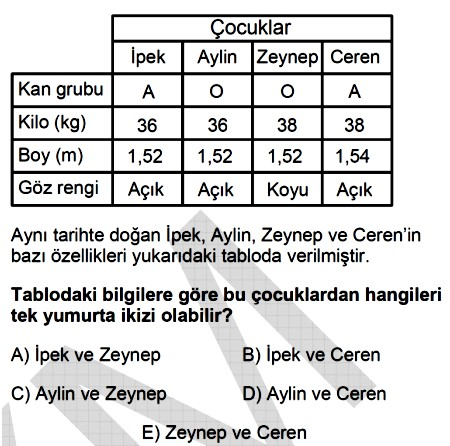 Çocuklar
İpek Aylin Zeynep Ceren
Kan grubu A O O A
Kilo (kg) 36 36 38 38
Boy (m) 1,52 1,52 1,52 1,54
Göz rengi Açık Açık Koyu Açık
Aynı tarihte doğan İpek, Aylin, Zeynep ve Ceren'in
bazı özellikleri yukarıdaki tabloda verilmiştir.
Tablodaki bilgilere göre bu çocuklardan hangileri
tek yumurta ikizi olabilir?
A) İpek ve Zeynep B) İpek ve Ceren
C) Aylin ve Zeynep D) Aylin ve Ceren
E) Zeynep ve Ceren